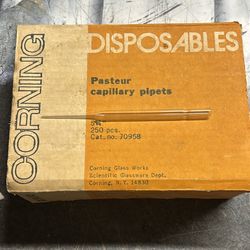 CORNING
DISPOSABLES
Pasteur
capillary pipets
5¾"
250 pcs.
Cat. no. 70958
Corning Glass Works
Scientific Glassware Dept.
Corning, N.Y. 14830